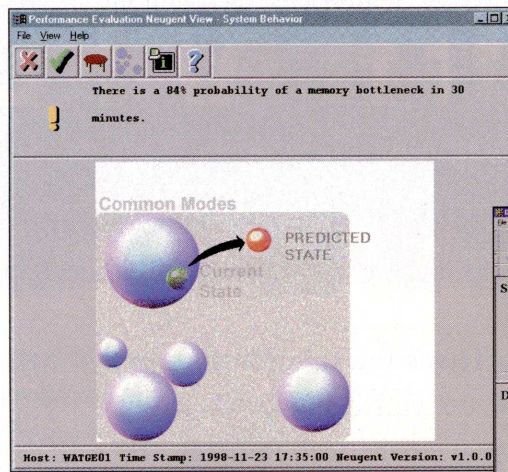 Performance Evaluation Neugent View - System Behavior
File View Help
There is a 84% probability of a memory bottleneck in 30
minutes.
Common Modes
PREDICTED
STATE
Current
State
S
D
Host: WATGE01 Time Stamp: 1998-11-23 17:35:00 Neugent Version: v1.0.0